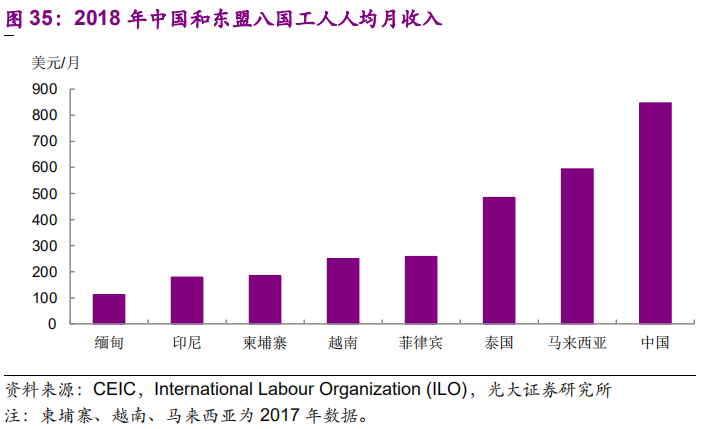 图 35：2018 年中国和东盟八国工人人均月收入
美元/月
900
800
700
600
500
400
300
200
100
0
缅甸 印尼 柬埔寨 越南 菲律宾 泰国 马来西亚 中国
资料来源：CEIC，International Labour Organization (ILO)，光大证券研究所
注：柬埔寨、越南、马来西亚为 2017 年数据。